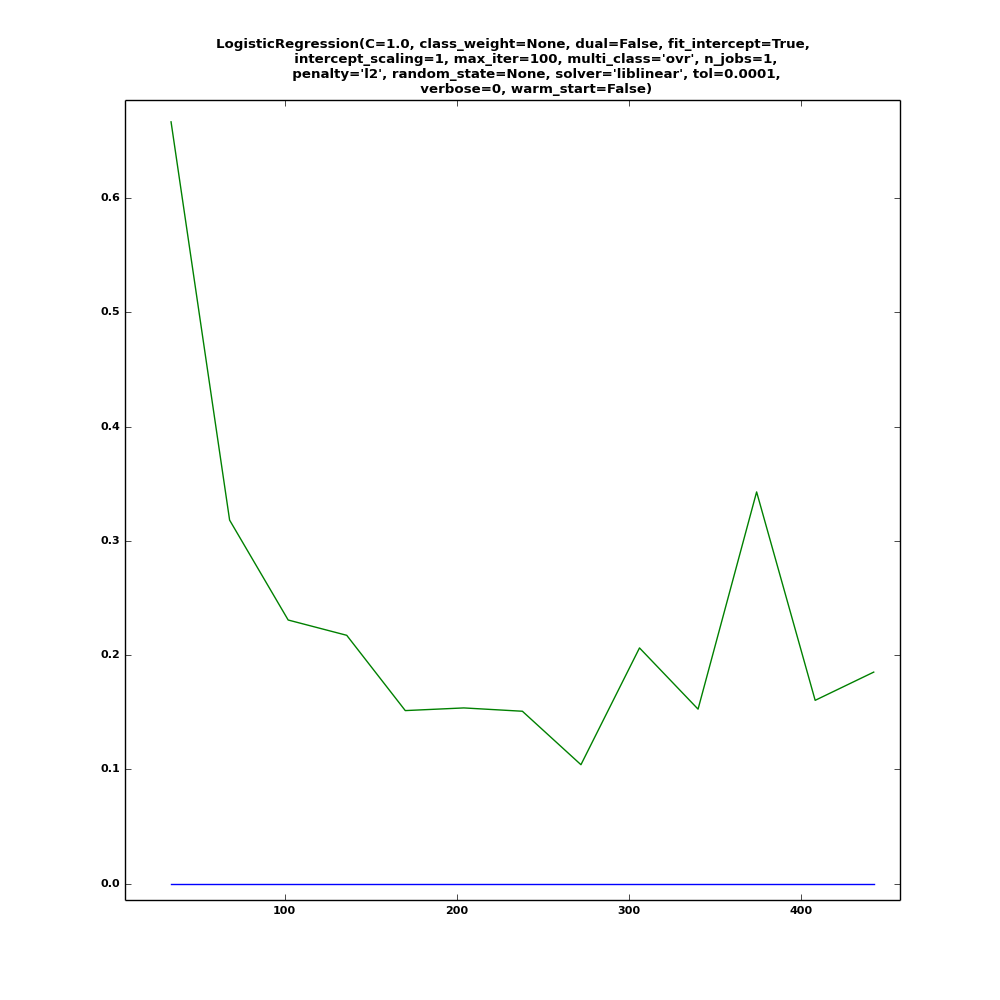 LogisticRegression(C=1.0, class_weight=None, dual=False, fit_intercept=True,
intercept_scaling=1, max_iter=100, multi_class='ovr', n_jobs=1,
penalty='l2', random_state=None, solver='liblinear', tol=0.0001,
verbose=0, warm_start=False)
0.6
0.5
0.4
0.3
0.2
0.1
0.0
100 200 300 400